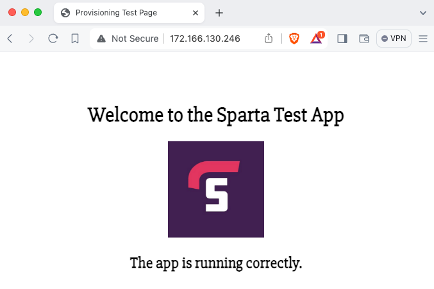 Provisioning Test Page
Not Secure
172.166.130.246
1
VPN
Welcome to the Sparta Test App
S
The app is running correctly.